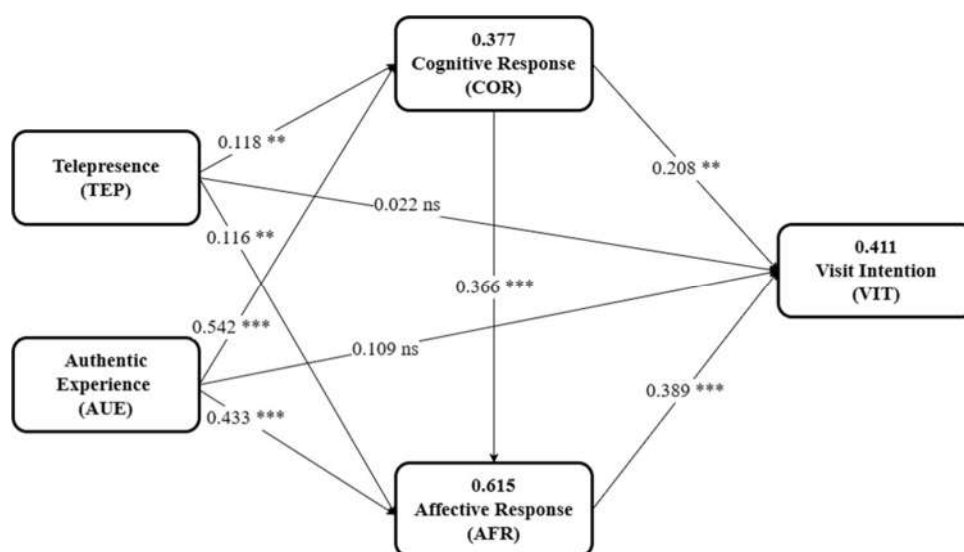 0.377
Cognitive Response
(COR)
0.118 **
Telepresence
(TEP)
0.208 **
0.022 ns
0.116 **
0.411
Visit Intention
(VIT)
0.366 ***
0.542 ***
0.109 ns
Authentic
Experience
(AUE)
0.389 ***
0.433 ***
0.615
Affective Response
(AFR)